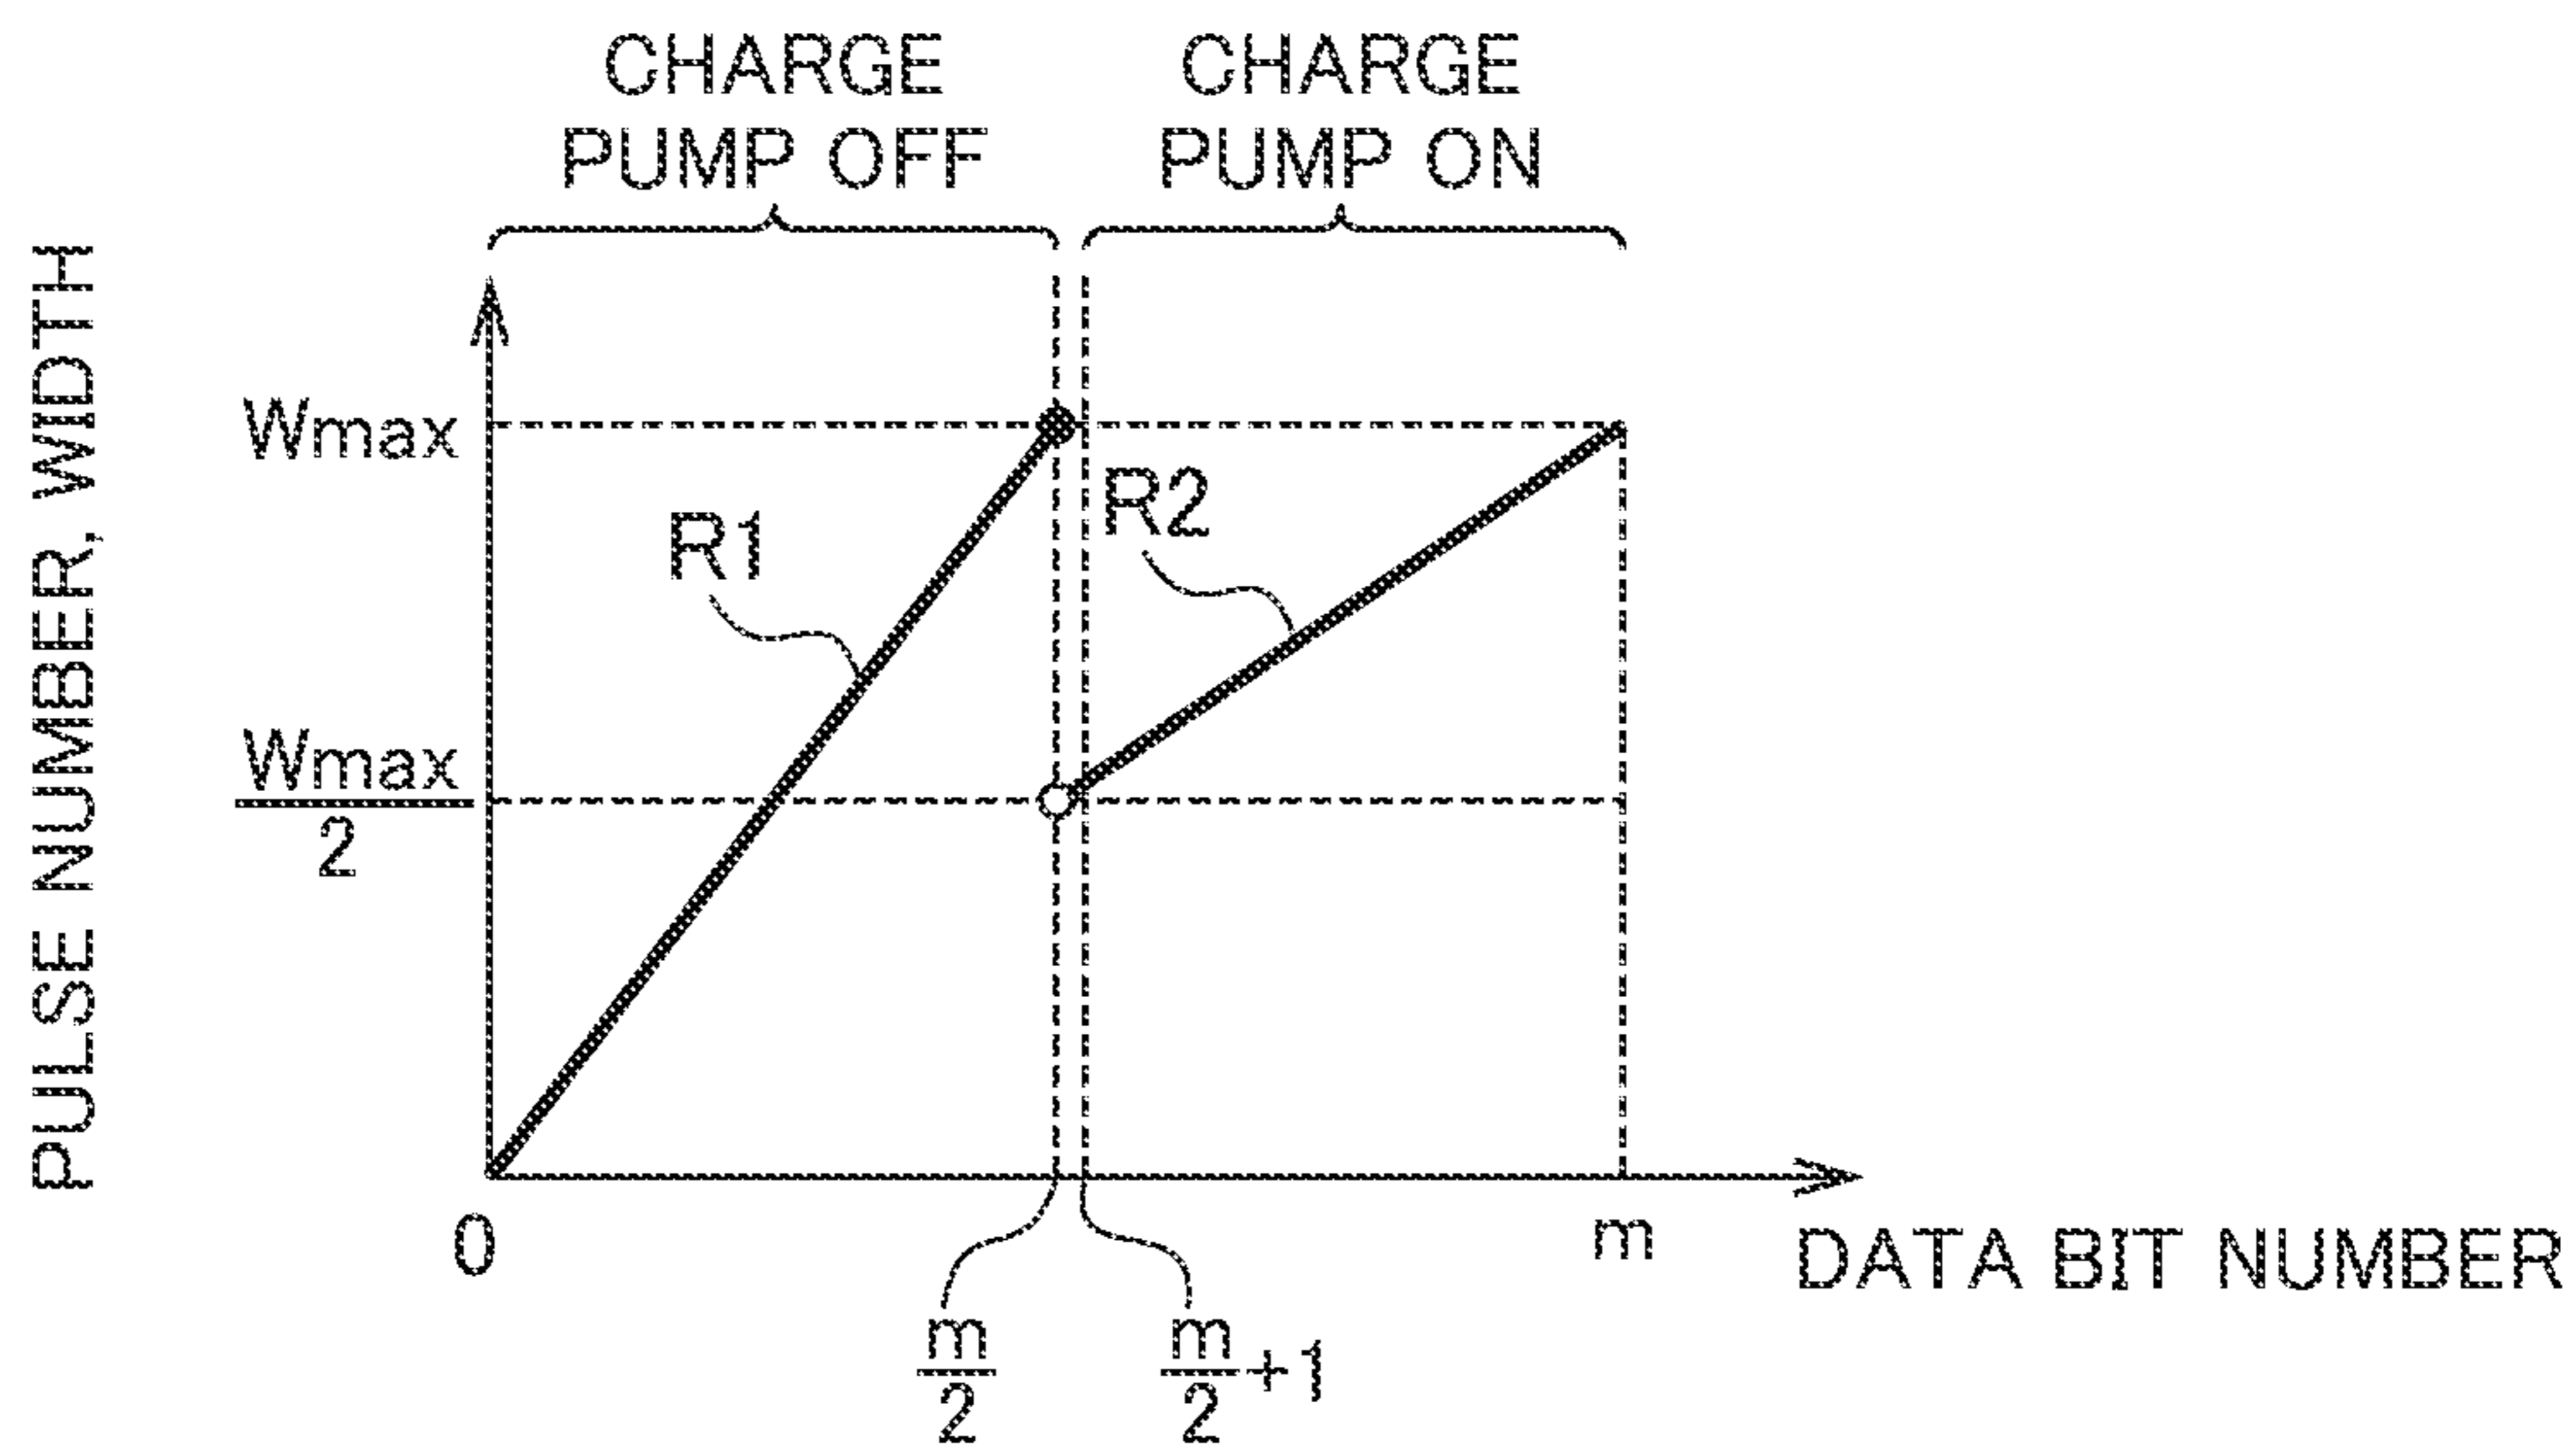 CHARGE
PUMP OFF
CHARGE
PUMP ON
PULSE NUMBER, WIDTH
Wmax
R1
R2
Wmax
2
0
m
DATA BIT NUMBER
m
2
m
2
+1